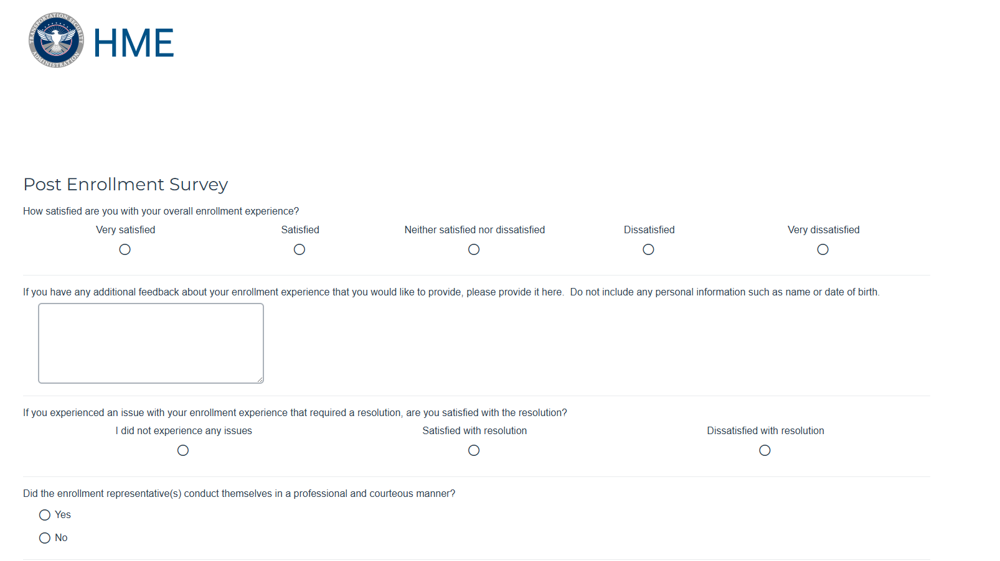 TRANSPORTATION SECURITY
ADMINISTRATION
HME
Post Enrollment Survey
How satisfied are you with your overall enrollment experience?
Very satisfied Satisfied Neither satisfied nor dissatisfied Dissatisfied Very dissatisfied
If you have any additional feedback about your enrollment experience that you would like to provide, please provide it here.  Do not include any personal information such as name or date of birth.
If you experienced an issue with your enrollment experience that required a resolution, are you satisfied with the resolution?
I did not experience any issues Satisfied with resolution Dissatisfied with resolution
Did the enrollment representative(s) conduct themselves in a professional and courteous manner?
Yes
No